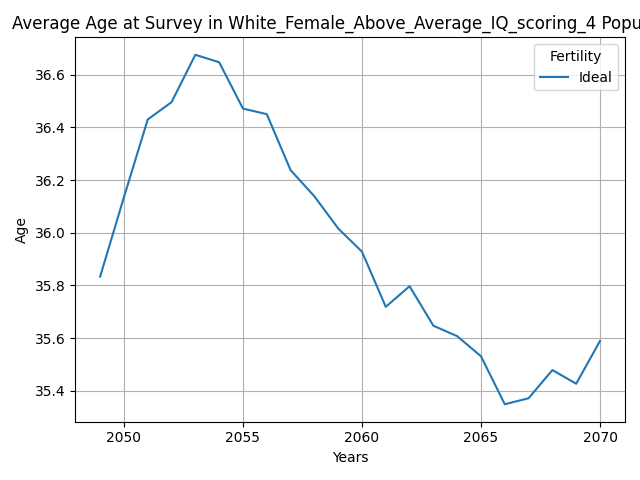 Average Age at Survey in White_Female_Above_Average_IQ_scoring_4 Popu
Fertility
Ideal
36.6
36.4
36.2
36.0
35.8
35.6
35.4
Age
2050 2055 2060 2065 2070
Years